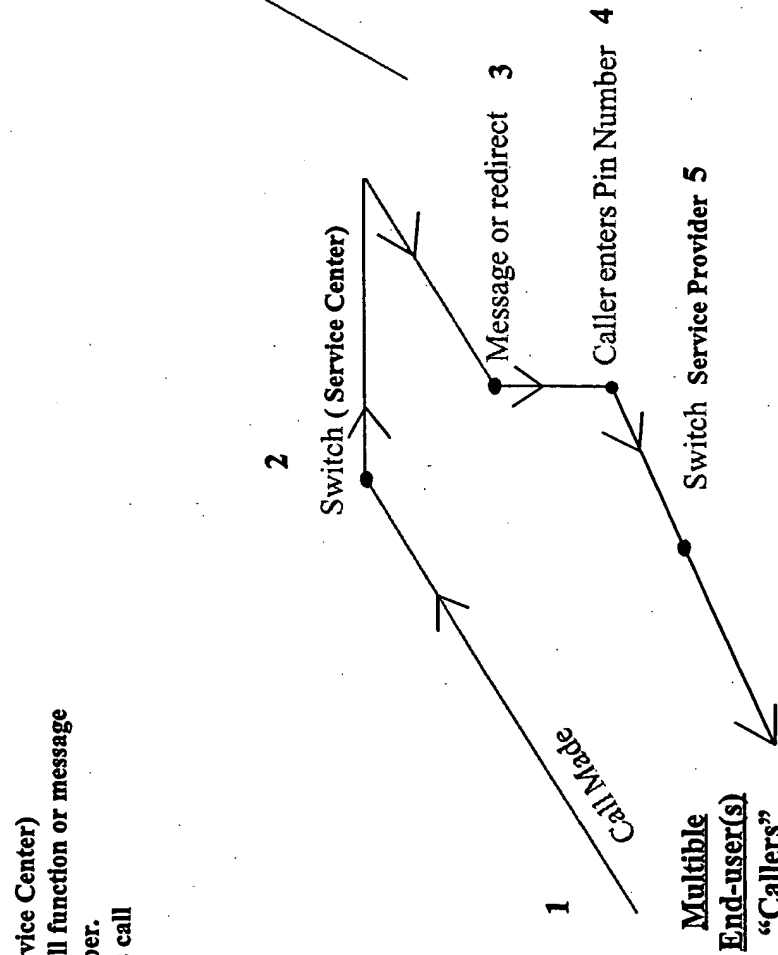 vice Center)
ll function or message
ber.
call
2
Switch ( Service Center)
Message or redirect 3
Caller enters Pin Number 4
Switch Service Provider 5
1
Call Made
Multible
End-user(s)
“Callers”